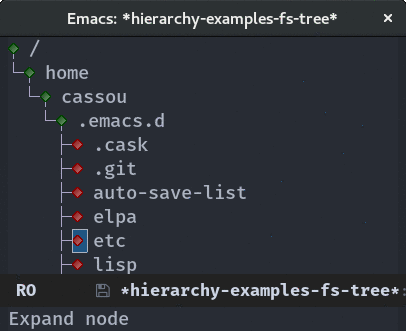 Emacs: *hierarchy-examples-fs-tree* ×
/
home
cassou
.emacs.d
.cask
.git
auto-save-list
elpa
etc
lisp
RO *hierarchy-examples-fs-tree*
Expand node